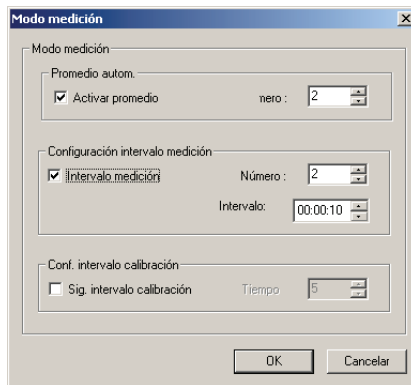 Modo medición
Modo medición
Promedio autom.
Activar promedio nero : 2
Configuración intervalo medición
Intervalo medición Número : 2
Intervalo: 00:00:10
Conf. intervalo calibración
Sig. intervalo calibración Tiempo 5
OK Cancelar